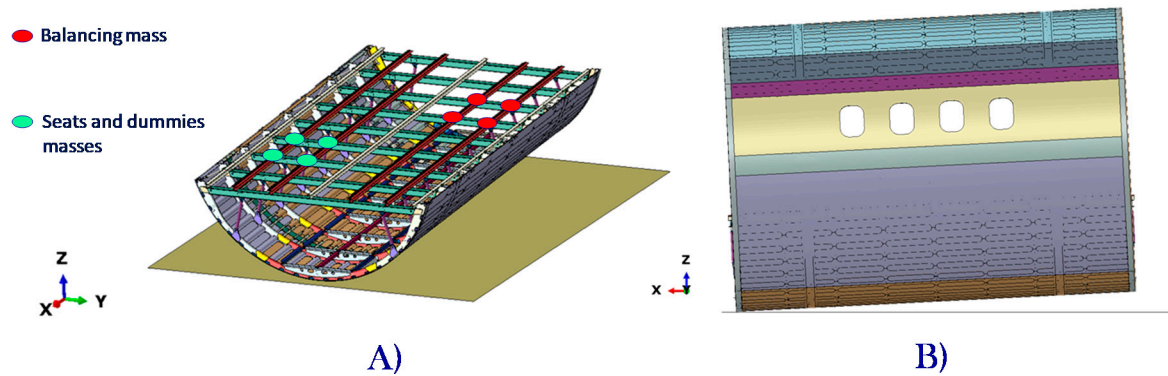 Balancing mass
Seats and dummies
masses
Z
X
Y
Z
X
Y
A)
B)